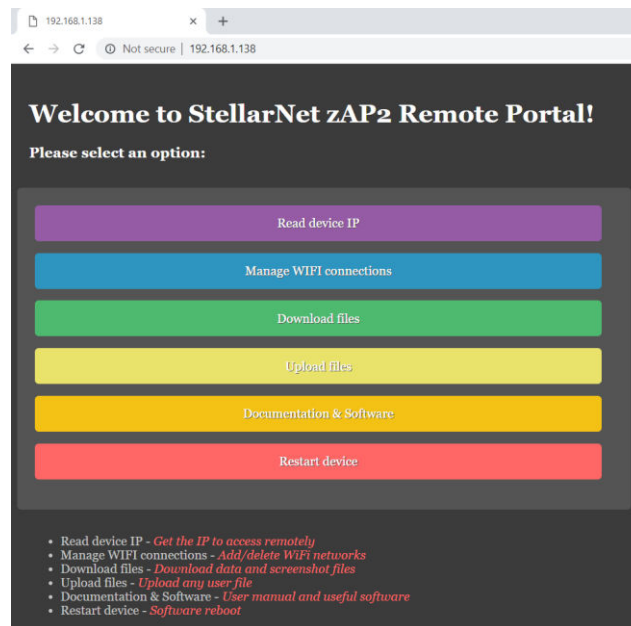 192.168.1.138
Not secure | 192.168.1.138
Welcome to StellarNet zAP2 Remote Portal!
Please select an option:
Read device IP
Manage WIFI connections
Download files
Upload files
Documentation & Software
Restart device
• Read device IP - Get the IP to access remotely
• Manage WIFI connections - Add/delete WiFi networks
• Download files - Download data and screenshot files
• Upload files - Upload any user file
• Documentation & Software - User manual and useful software
• Restart device - Software reboot